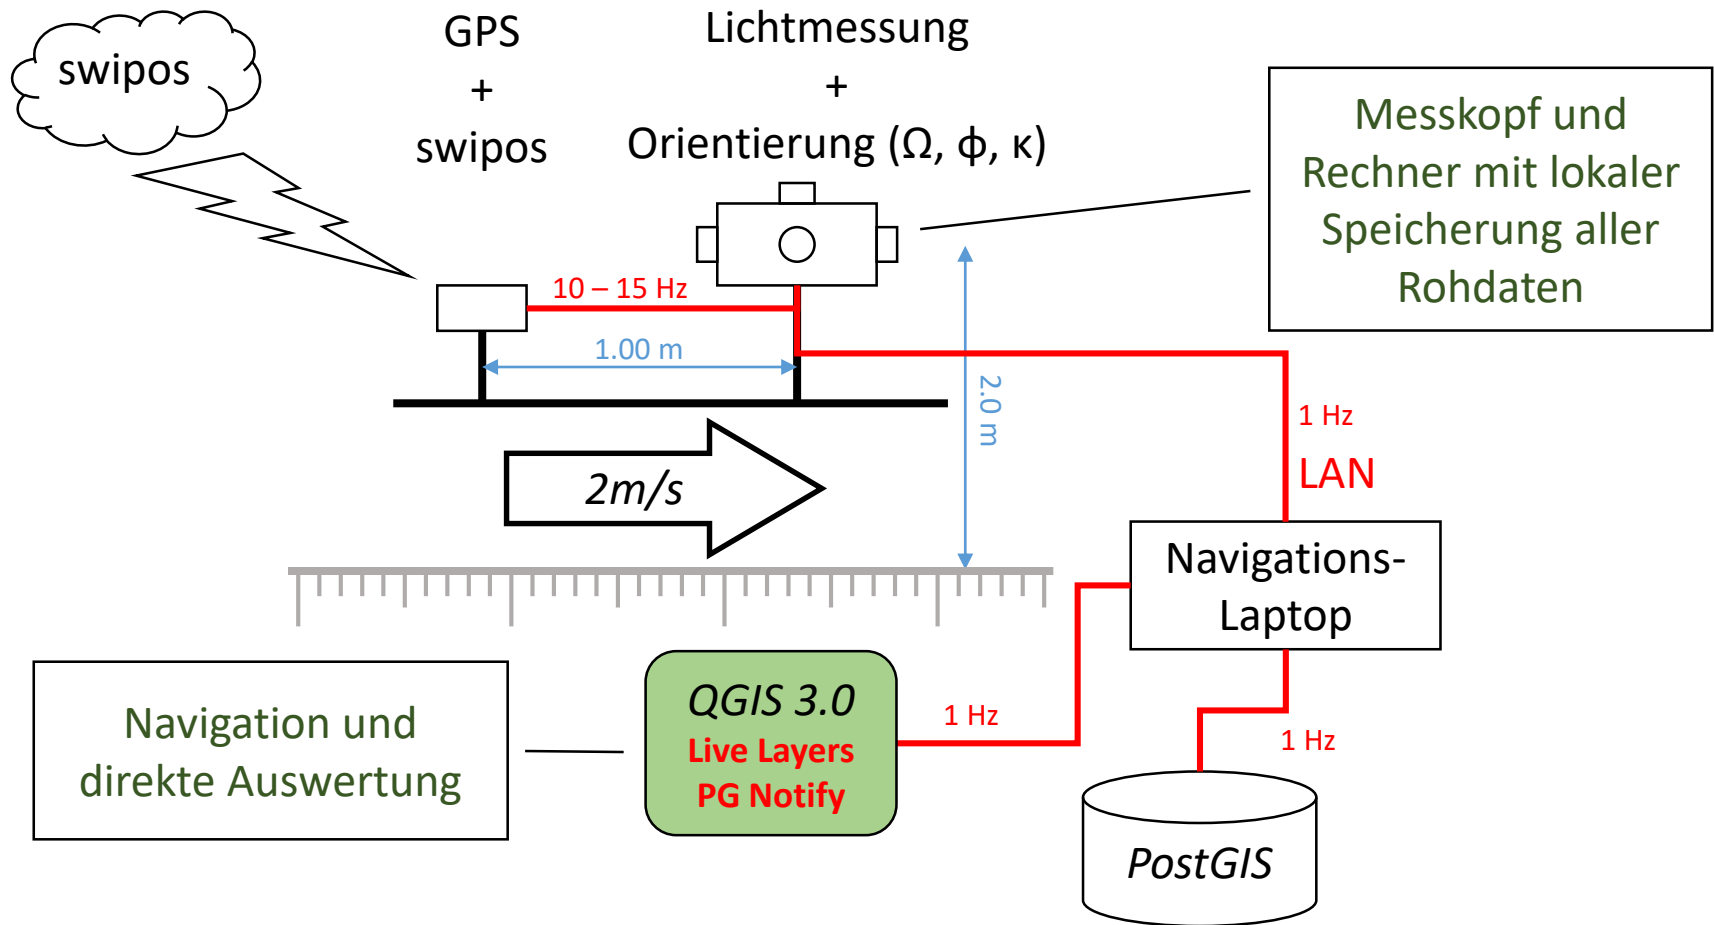 swipos
GPS
+
swipos
Lichtmessung
+
Orientierung (Ω, ϕ, κ)
Messkopf und
Rechner mit lokaler
Speicherung aller
Rohdaten
10 – 15 Hz
1.00 m
2.0 m
1 Hz
LAN
2m/s
Navigations-
Laptop
Navigation und
direkte Auswertung
QGIS 3.0
Live Layers
PG Notify
1 Hz
1 Hz
PostGIS